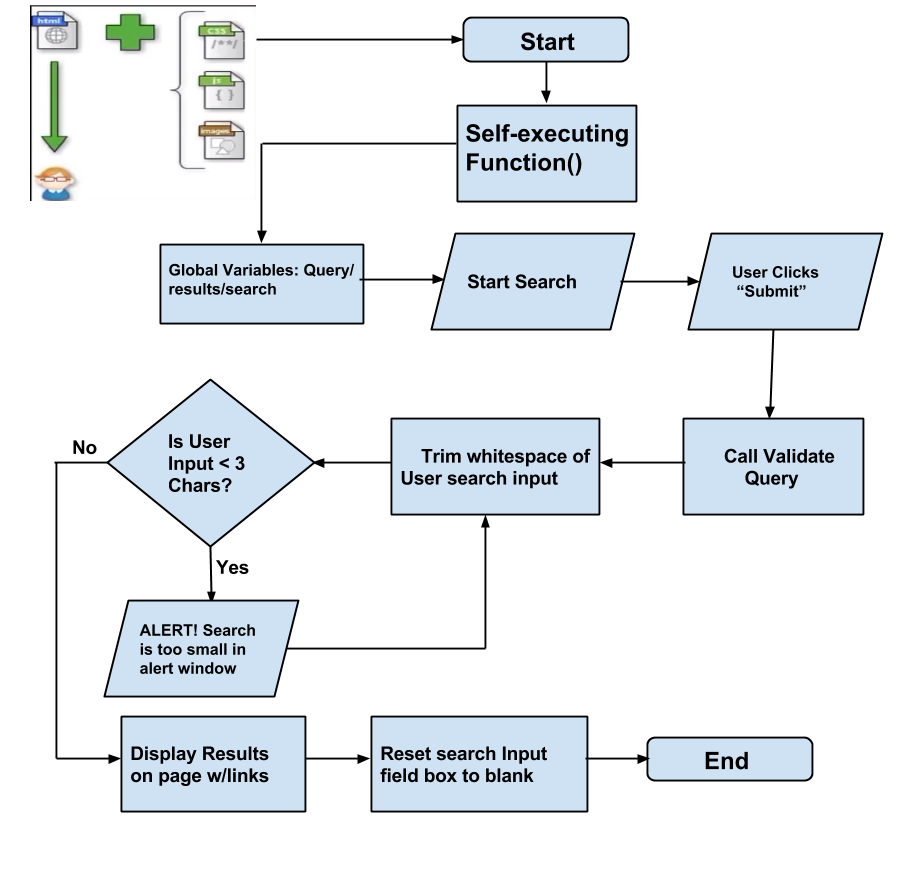 html
CSS
/**/
js
{ }
images
Start
Self-executing
Function()
Global Variables: Query/
results/search
Start Search
User Clicks
“Submit”
Call Validate
Query
Trim whitespace of
User search input
Is User
Input < 3
Chars?
No
Yes
ALERT! Search
is too small in
alert window
Display Results
on page w/links
Reset search Input
field box to blank
End